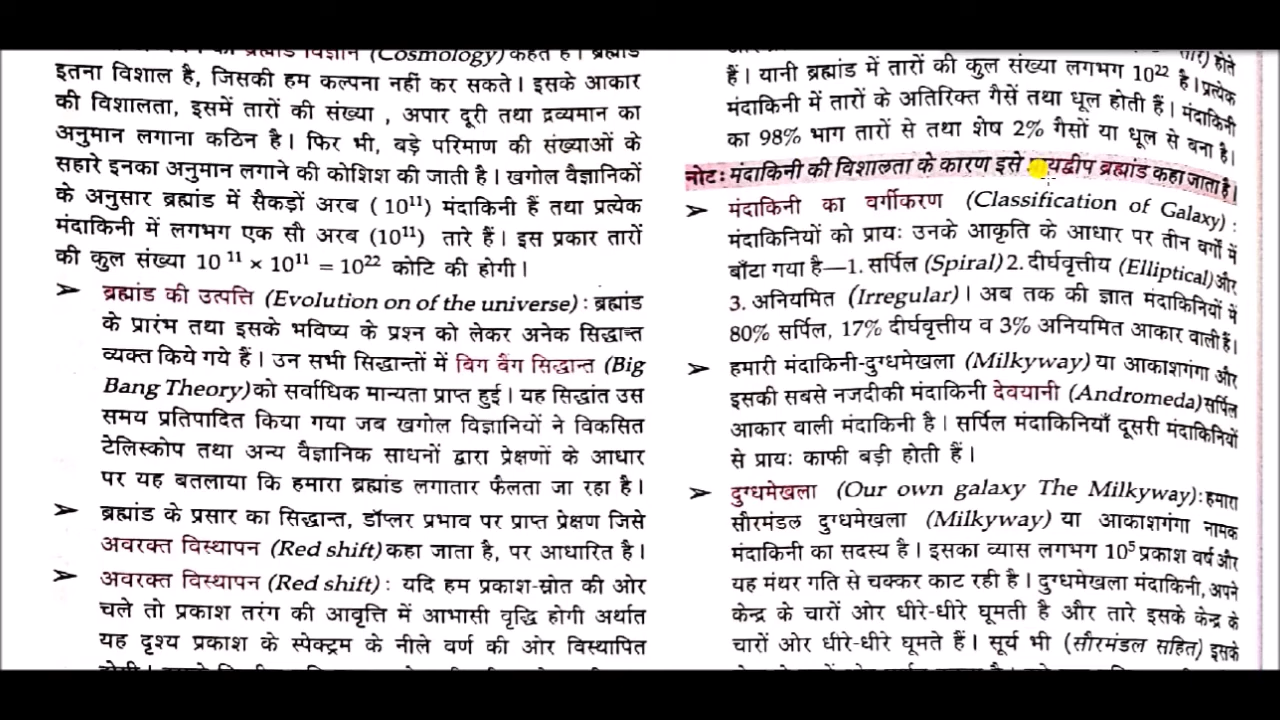 ब्रह्मांड विज्ञान (Cosmology) कहते हैं। ब्रह्मांड
इतना विशाल है, जिसकी हम कल्पना नहीं कर सकते। इसके आकार
की विशालता, इसमें तारों की संख्या , अपार दूरी तथा द्रव्यमान का
अनुमान लगाना कठिन है। फिर भी, बड़े परिमाण की संख्याओं के
सहारे इनका अनुमान लगाने की कोशिश की जाती है। खगोल वैज्ञानिकों
के अनुसार ब्रह्मांड में सैकड़ों अरब (10¹¹) मंदाकिनी हैं तथा प्रत्येक
मंदाकिनी में लगभग एक सौ अरब (10¹¹) तारे हैं। इस प्रकार तारों
की कुल संख्या 10¹¹ × 10¹¹ = 10²² कोटि की होगी।
➢ ब्रह्मांड की उत्पत्ति (Evolution on of the universe) : ब्रह्मांड
के प्रारंभ तथा इसके भविष्य के प्रश्न को लेकर अनेक सिद्धान्त
व्यक्त किये गये हैं। उन सभी सिद्धान्तों में बिग बैंग सिद्धान्त (Big
Bang Theory) को सर्वाधिक मान्यता प्राप्त हुई। यह सिद्धांत उस
समय प्रतिपादित किया गया जब खगोल विज्ञानियों ने विकसित
टेलिस्कोप तथा अन्य वैज्ञानिक साधनों द्वारा प्रेक्षणों के आधार
पर यह बतलाया कि हमारा ब्रह्मांड लगातार फैलता जा रहा है।
➢ ब्रह्मांड के प्रसार का सिद्धान्त, डॉप्लर प्रभाव पर प्राप्त प्रेक्षण जिसे
अवरक्त विस्थापन (Red shift) कहा जाता है, पर आधारित है।
➢ अवरक्त विस्थापन (Red shift) : यदि हम प्रकाश-स्रोत की ओर
चले तो प्रकाश तरंग की आवृत्ति में आभासी वृद्धि होगी अर्थात
यह दृश्य प्रकाश के स्पेक्ट्रम के नीले वर्ण की ओर विस्थापित
होगी।
होते
हैं। यानी ब्रह्मांड में तारों की कुल संख्या लगभग 10²² है। प्रत्येक
मंदाकिनी में तारों के अतिरिक्त गैसें तथा धूल होती हैं। मंदाकिनी
का 98% भाग तारों से तथा शेष 2% गैसों या धूल से बना है।
नोट: मंदाकिनी की विशालता के कारण इसे ब्रह्मांड कहा जाता है।
➢ मंदाकिनी का वर्गीकरण (Classification of Galaxy) :
मंदाकिनियों को प्रायः उनके आकृति के आधार पर तीन वर्गों में
बाँटा गया है—1. सर्पिल (Spiral) 2. दीर्घवृत्तीय (Elliptical) और
3. अनियमित (Irregular)। अब तक की ज्ञात मंदाकिनियों में
80% सर्पिल, 17% दीर्घवृत्तीय व 3% अनियमित आकार वाली हैं।
➢ हमारी मंदाकिनी-दुग्धमेखला (Milkyway) या आकाशगंगा और
इसकी सबसे नजदीकी मंदाकिनी देवयानी (Andromeda) सर्पिल
आकार वाली मंदाकिनी है। सर्पिल मंदाकिनियाँ दूसरी मंदाकिनियों
से प्रायः काफी बड़ी होती हैं।
➢ दुग्धमेखला (Our own galaxy The Milkyway) : हमारा
सौरमंडल दुग्धमेखला (Milkyway) या आकाशगंगा नामक
मंदाकिनी का सदस्य है। इसका व्यास लगभग 10⁵ प्रकाश वर्ष और
यह मंथर गति से चक्कर काट रही है। दुग्धमेखला मंदाकिनी, अपने
केन्द्र के चारों ओर धीरे-धीरे घूमती है और तारे इसके केन्द्र के
चारों ओर धीरे-धीरे घूमते हैं। सूर्य भी (सौरमंडल सहित) इसके